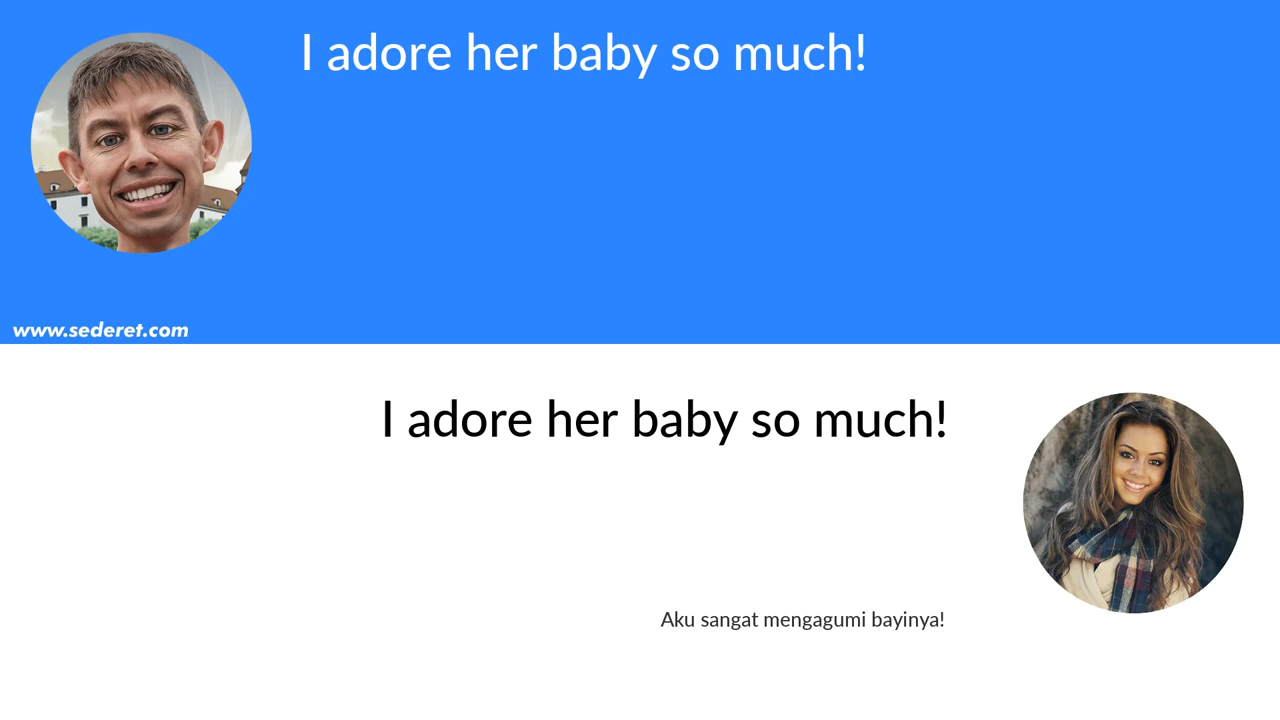 I adore her baby so much!
www.sederet.com
I adore her baby so much!
Aku sangat mengagumi bayinya!